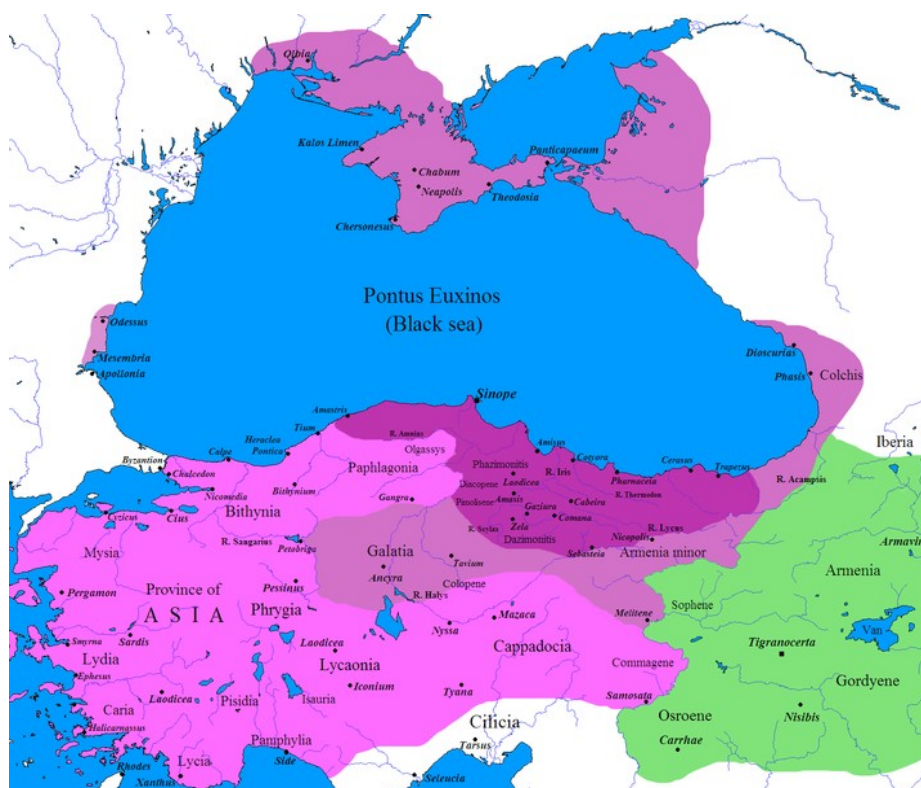 Olbia
Kalos Limen
Panticapaeum
Chabum
Neapolis
Theodosia
Chersonesus
Pontus Euxinos
(Black sea)
Odessus
Mesembria
Apollonia
Dioscurias
Phasis
Colchis
Sinope
Amastris
Tium
Heraclea
Pontica
R. Amnias
Olgassys
Amisus
Cotyora
Cerasus
Trapezus
Iberia
Byzantion
Calpe
Chalcedon
Paphlagonia
Phazimonitis
R. Iris
Pharnaceia
R. Acampsis
Laodicea
Diacopene
R. Thermodon
Nicomedia
Bithynium
Gangra
Pimolisene
Amasis
Cabeira
Cyzicus
Cius
Bithynia
Gaziura
Comana
Zela
R. Scylax
R. Lycus
Dazimonitis
Nicopolis
Armavir
R. Sangarius
Petobriga
Sebasteia
Armenia minor
Mysia
Galatia
Tavium
Armenia
Ancyra
Colopene
Pessinus
Province of
A S I A
Pergamon
Phrygia
R. Halys
Sophene
Mazaca
Melitene
Nyssa
Van
Smyrna
Sardis
Laodicea
Cappadocia
Tigranocerta
Lydia
Lycaonia
Commagene
Ephesus
Iconium
Tyana
Gordyene
Laodicea
Pisidia
Isauria
Samosata
Caria
Nisibis
Osroene
Halicarnassus
Cilicia
Pamphylia
Tarsus
Carrhae
Side
Lycia
Rhodes
Xanthus
Seleucia